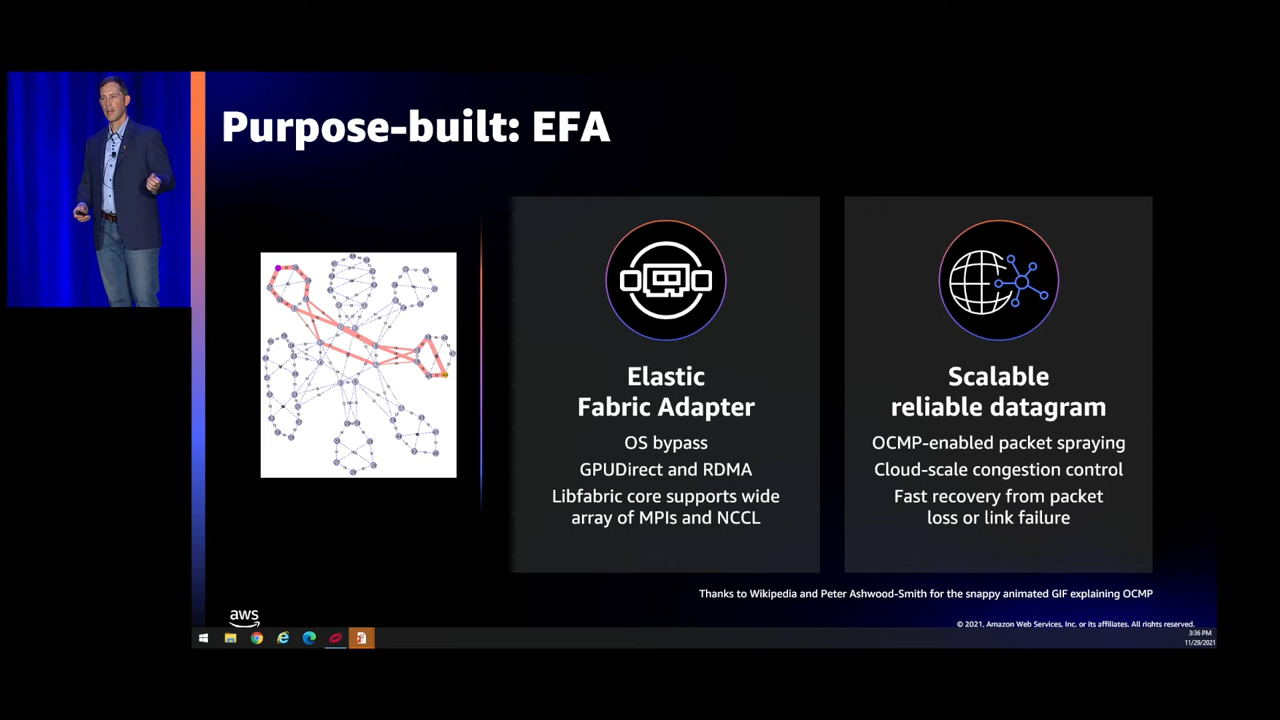 Purpose-built: EFA
Elastic
Fabric Adapter
OS bypass
GPUDirect and RDMA
Libfabric core supports wide
array of MPIs and NCCL
Scalable
reliable datagram
OCMP-enabled packet spraying
Cloud-scale congestion control
Fast recovery from packet
loss or link failure
Thanks to Wikipedia and Peter Ashwood-Smith for the snappy animated GIF explaining OCMP
aws
© 2021, Amazon Web Services, Inc. or its affiliates. All rights reserved.
3:36 PM
11/29/2021